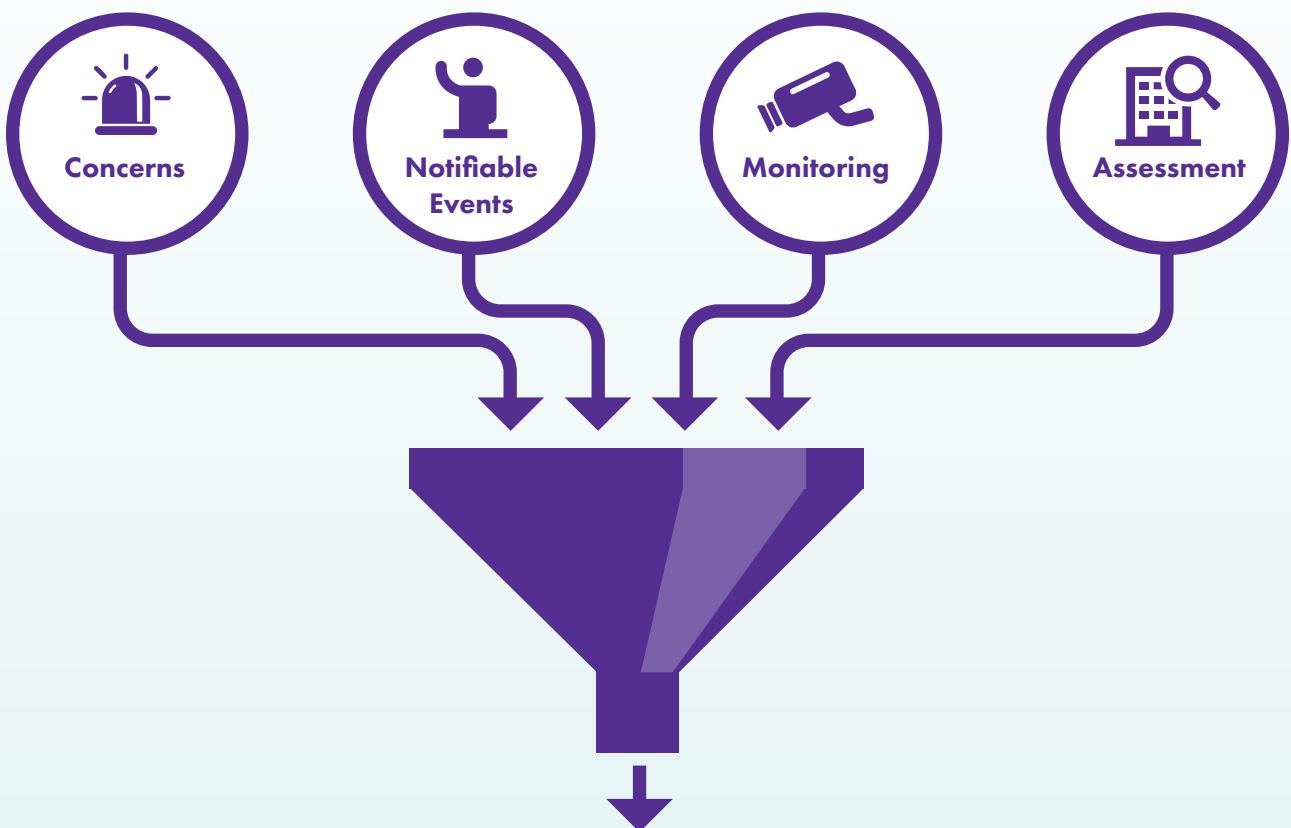 Concerns
Notifiable
Events
Monitoring
Assessment